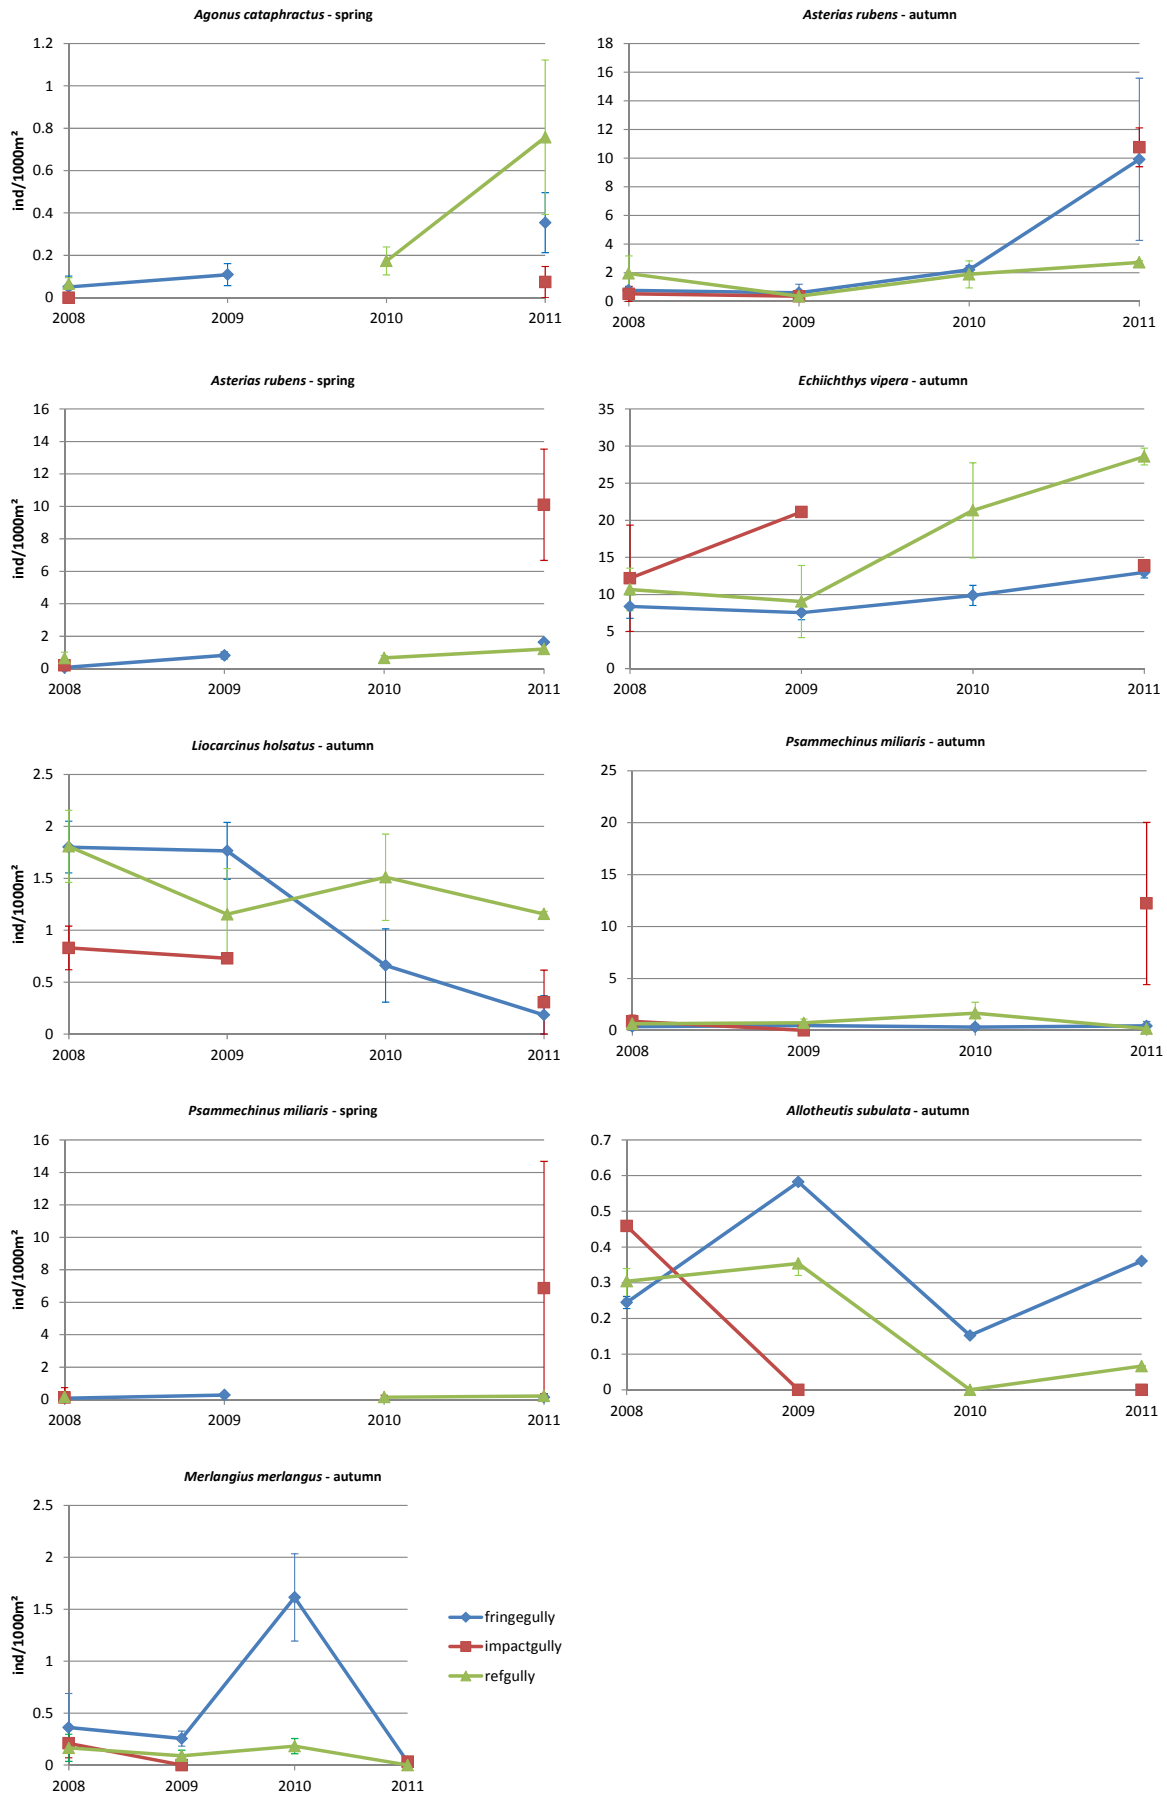 Agonus cataphractus - spring
1.2
1
0.8
0.6
0.4
0.2
0
ind/1000m²
2008 2009 2010 2011
Asterias rubens - autumn
18
16
14
12
10
8
6
4
2
0
2008 2009 2010 2011
Asterias rubens - spring
16
14
12
10
8
6
4
2
0
ind/1000m²
2008 2009 2010 2011
Echiichthys vipera - autumn
35
30
25
20
15
10
5
0
2008 2009 2010 2011
Liocarcinus holsatus - autumn
2.5
2
1.5
1
0.5
0
ind/1000m²
2008 2009 2010 2011
Psammechinus miliaris - autumn
25
20
15
10
5
0
2008 2009 2010 2011
Psammechinus miliaris - spring
16
14
12
10
8
6
4
2
0
ind/1000m²
2008 2009 2010 2011
Allotheutis subulata - autumn
0.7
0.6
0.5
0.4
0.3
0.2
0.1
0
2008 2009 2010 2011
Merlangius merlangus - autumn
2.5
2
1.5
1
0.5
0
ind/1000m²
2008 2009 2010 2011
fringegully
impactgully
refgully